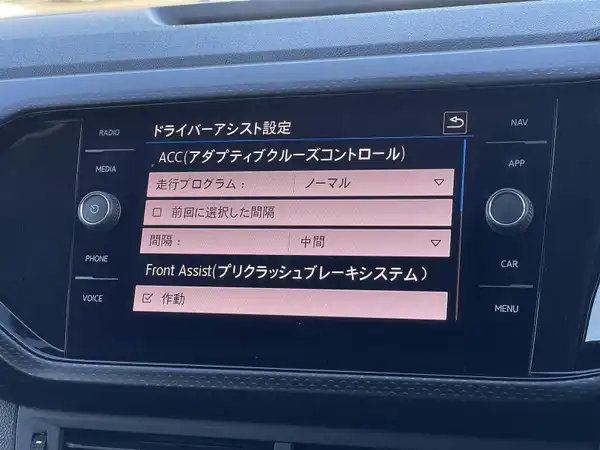 ドライバーアシスト設定
ACC(アダプティブクルーズコントロール)
走行プログラム： ノーマル
前回に選択した間隔
間隔： 中間
Front Assist(プリクラッシュブレーキシステム)
作動
RADIO
MEDIA
PHONE
VOICE
NAV
APP
CAR
MENU